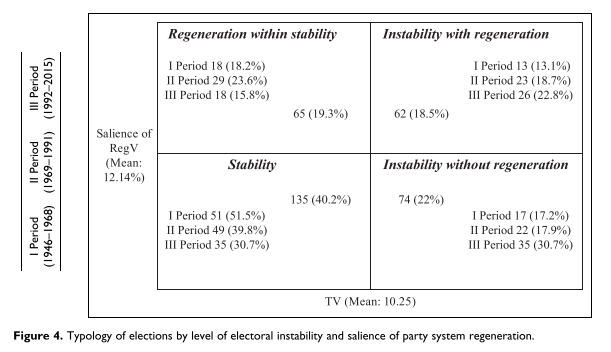 III Period
(1992–2015)
II Period
(1969–1991)
I Period
(1946–1968)
Salience of
RegV
(Mean:
12.14%)
Regeneration within stability
I Period 18 (18.2%)
II Period 29 (23.6%)
III Period 18 (15.8%)
65 (19.3%)
Instability with regeneration
I Period 13 (13.1%)
II Period 23 (18.7%)
III Period 26 (22.8%)
62 (18.5%)
Stability
135 (40.2%)
I Period 51 (51.5%)
II Period 49 (39.8%)
III Period 35 (30.7%)
Instability without regeneration
74 (22%)
I Period 17 (17.2%)
II Period 22 (17.9%)
III Period 35 (30.7%)
TV (Mean: 10.25)
Figure 4. Typology of elections by level of electoral instability and salience of party system regeneration.